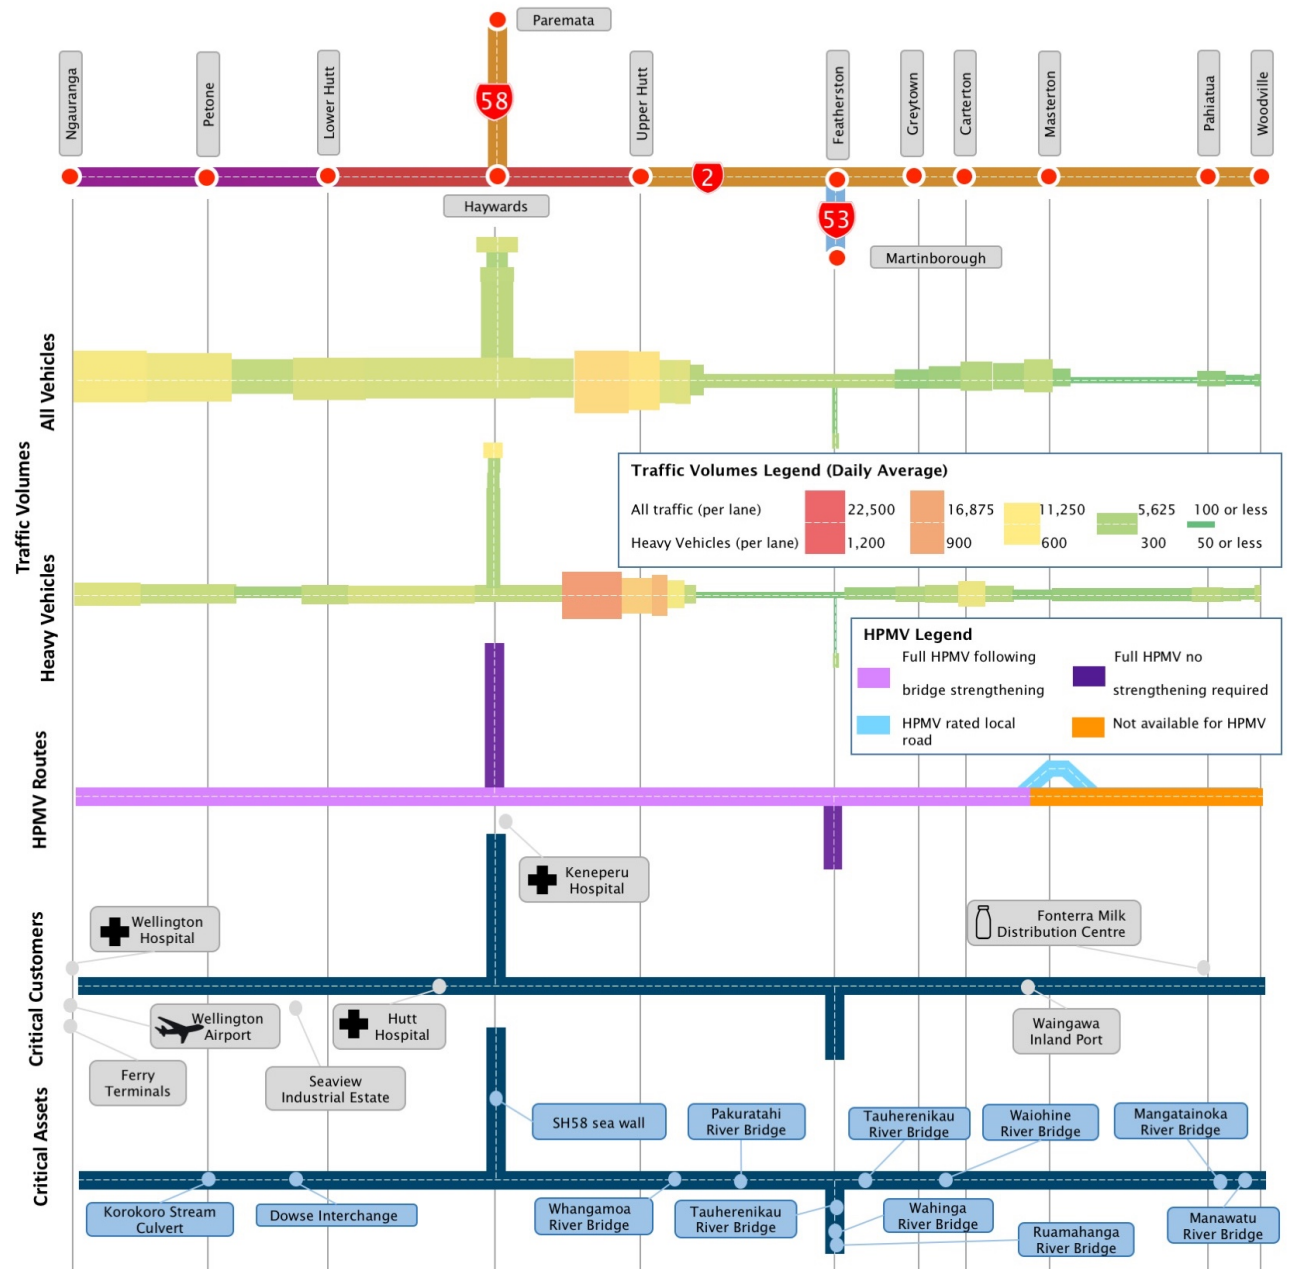 Paremata
58
Ngauranga
Petone
Lower Hutt
Upper Hutt
Featherston
Greytown
Carterton
Masterton
Pahiatua
Woodville
2
Haywards
53
Martinborough
Traffic Volumes
All Vehicles
Traffic Volumes Legend (Daily Average)
All traffic (per lane) 22,500 16,875 11,250 5,625 100 or less
Heavy Vehicles (per lane) 1,200 900 600 300 50 or less
Heavy Vehicles
HPMV Legend
Full HPMV following
bridge strengthening
Full HPMV no
strengthening required
HPMV rated local
road
Not available for HPMV
HPMV Routes
Keneperu
Hospital
Critical Customers
Wellington
Hospital
Fonterra Milk
Distribution Centre
Wellington
Airport
Hutt
Hospital
Waingawa
Inland Port
Ferry
Terminals
Seaview
Industrial Estate
Critical Assets
SH58 sea wall
Pakuratahi
River Bridge
Tauherenikau
River Bridge
Waiohine
River Bridge
Mangatainoka
River Bridge
Korokoro Stream
Culvert
Dowse Interchange
Whangamoa
River Bridge
Tauherenikau
River Bridge
Wahinga
River Bridge
Ruamahanga
River Bridge
Manawatu
River Bridge